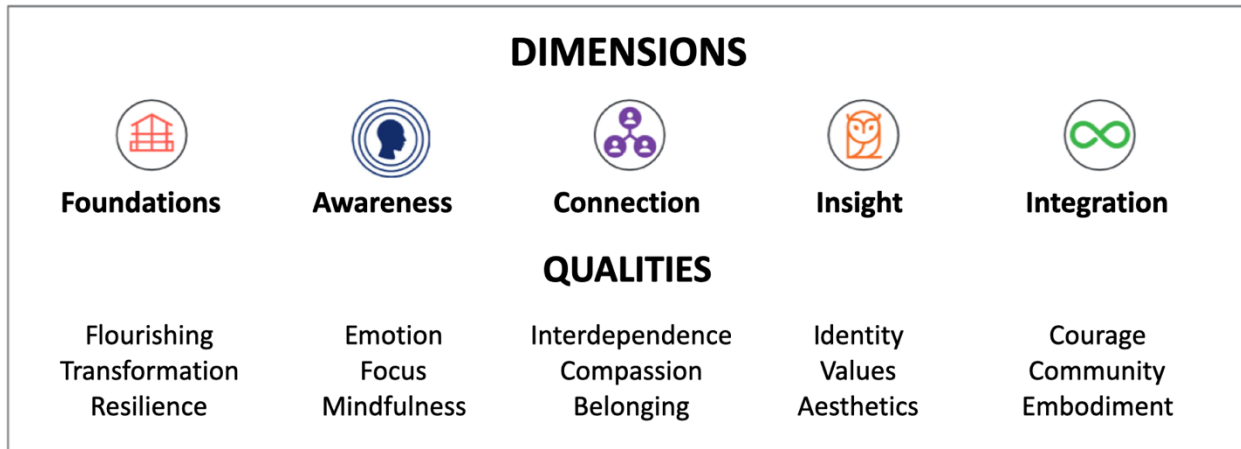 DIMENSIONS
Foundations Awareness Connection Insight Integration
QUALITIES
Flourishing Emotion Interdependence Identity Courage
Transformation Focus Compassion Values Community
Resilience Mindfulness Belonging Aesthetics Embodiment